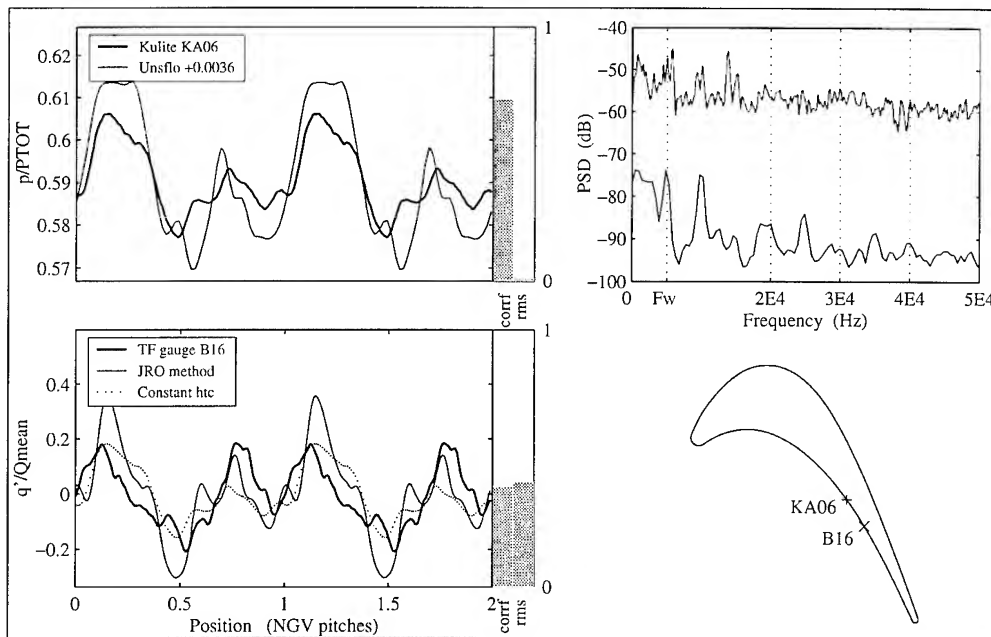 0.62
0.61
0.60
0.59
0.58
0.57
p/PTOT
Kulite KA06
Unsflo +0.0036
1
0
corrf
rms
−40
−50
−60
−70
−80
−90
−100
PSD (dB)
0 Fw 2E4 3E4 4E4 5E4
Frequency (Hz)
0.4
0.2
0
−0.2
q'/Qmean
TF gauge B16
JRO method
Constant htc
1
0
corrf
rms
0 0.5 1 1.5 2
Position (NGV pitches)
KA06
B16